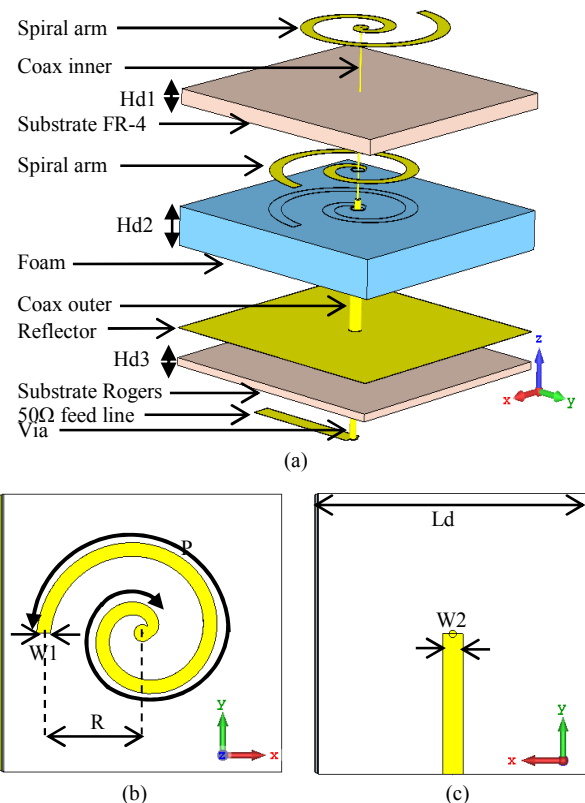 Spiral arm
Coax inner
Hd1
Substrate FR-4
Spiral arm
Hd2
Foam
Coax outer
Reflector
Hd3
Substrate Rogers
50Ω feed line
Via
z
x
y
(a)
P
W1
R
y
z
x
(b)
Ld
W2
y
x
(c)